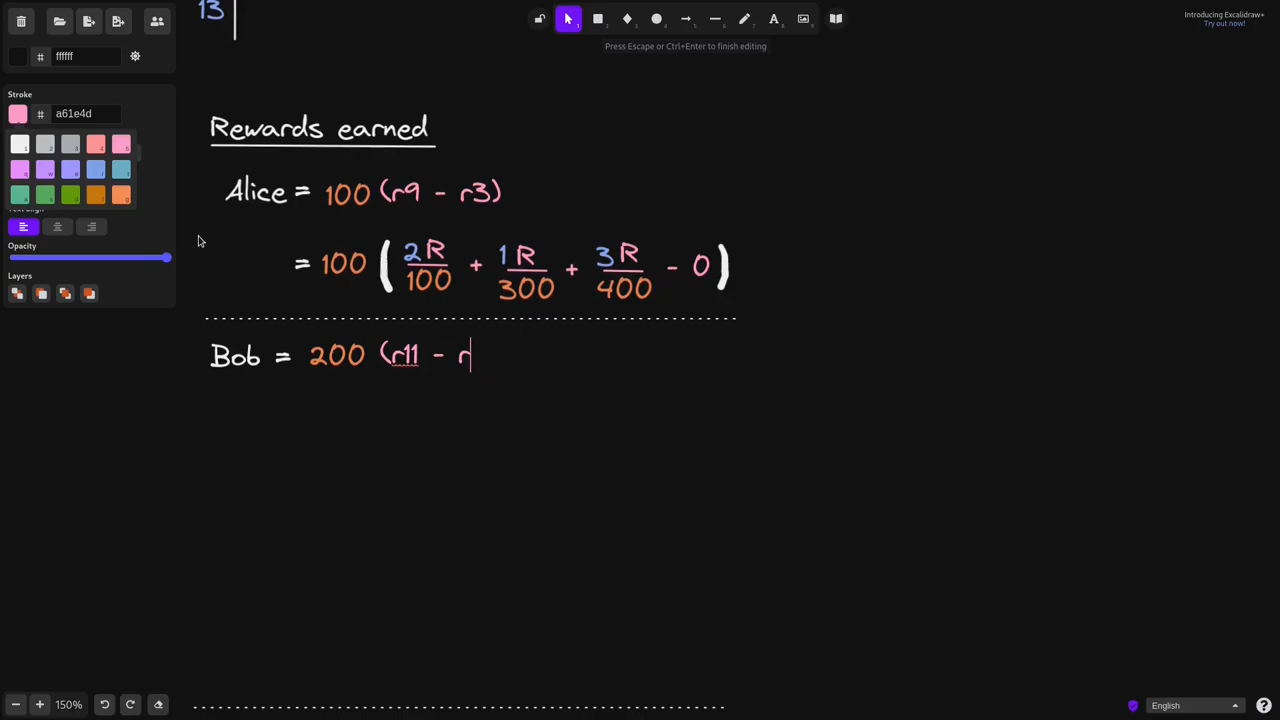 13
Introducing Excalidraw+
Try out now!
Press Escape or Ctrl+Enter to finish editing
# ffffff
Stroke
# a61e4d
Rewards earned
Alice = 100 (r9 - r3)
= 100 ( 2R/100 + 1R/300 + 3R/400 - 0 )
Bob = 200 (r11 - r
Text align
Opacity
Layers
150%
English